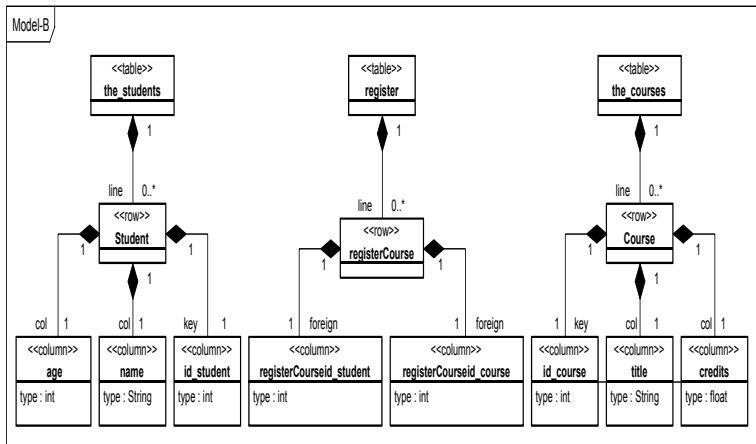 Model-B
<<table>>
the_students
1
line 0..*
<<row>>
Student
1
1
1
col 1
<<column>>
age
type : int
col 1
<<column>>
name
type : String
key 1
<<column>>
id_student
type : int
<<table>>
register
1
line 0..*
<<row>>
registerCourse
1
1
1 foreign
<<column>>
registerCourseid_student
type : int
1 foreign
<<column>>
registerCourseid_course
type : int
<<table>>
the_courses
1
line 0..*
<<row>>
Course
1
1
1
1 key
<<column>>
id_course
type : int
col 1
<<column>>
title
type : String
col 1
<<column>>
credits
type : float